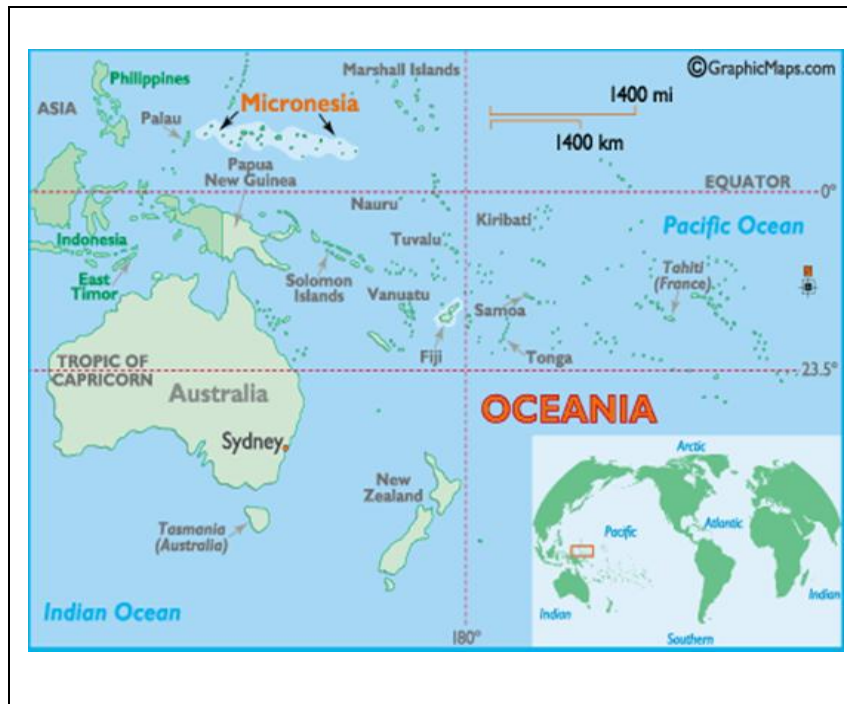 ©GraphicMaps.com
Marshall Islands
Philippines
ASIA
Micronesia
1400 mi
Palau
1400 km
Papua
New Guinea
EQUATOR
0°
Nauru
Kiribati
Pacific Ocean
Indonesia
Tuvalu
East
Timor
Solomon
Islands
Vanuatu
Samoa
Tahiti
(France)
S
Fiji
Tonga
TROPIC OF
CAPRICORN
23.5°
Australia
OCEANIA
Sydney
New
Zealand
Tasmania
(Australia)
Indian Ocean
180°
Arctic
Pacific
Atlantic
Indian
Indian
Southern